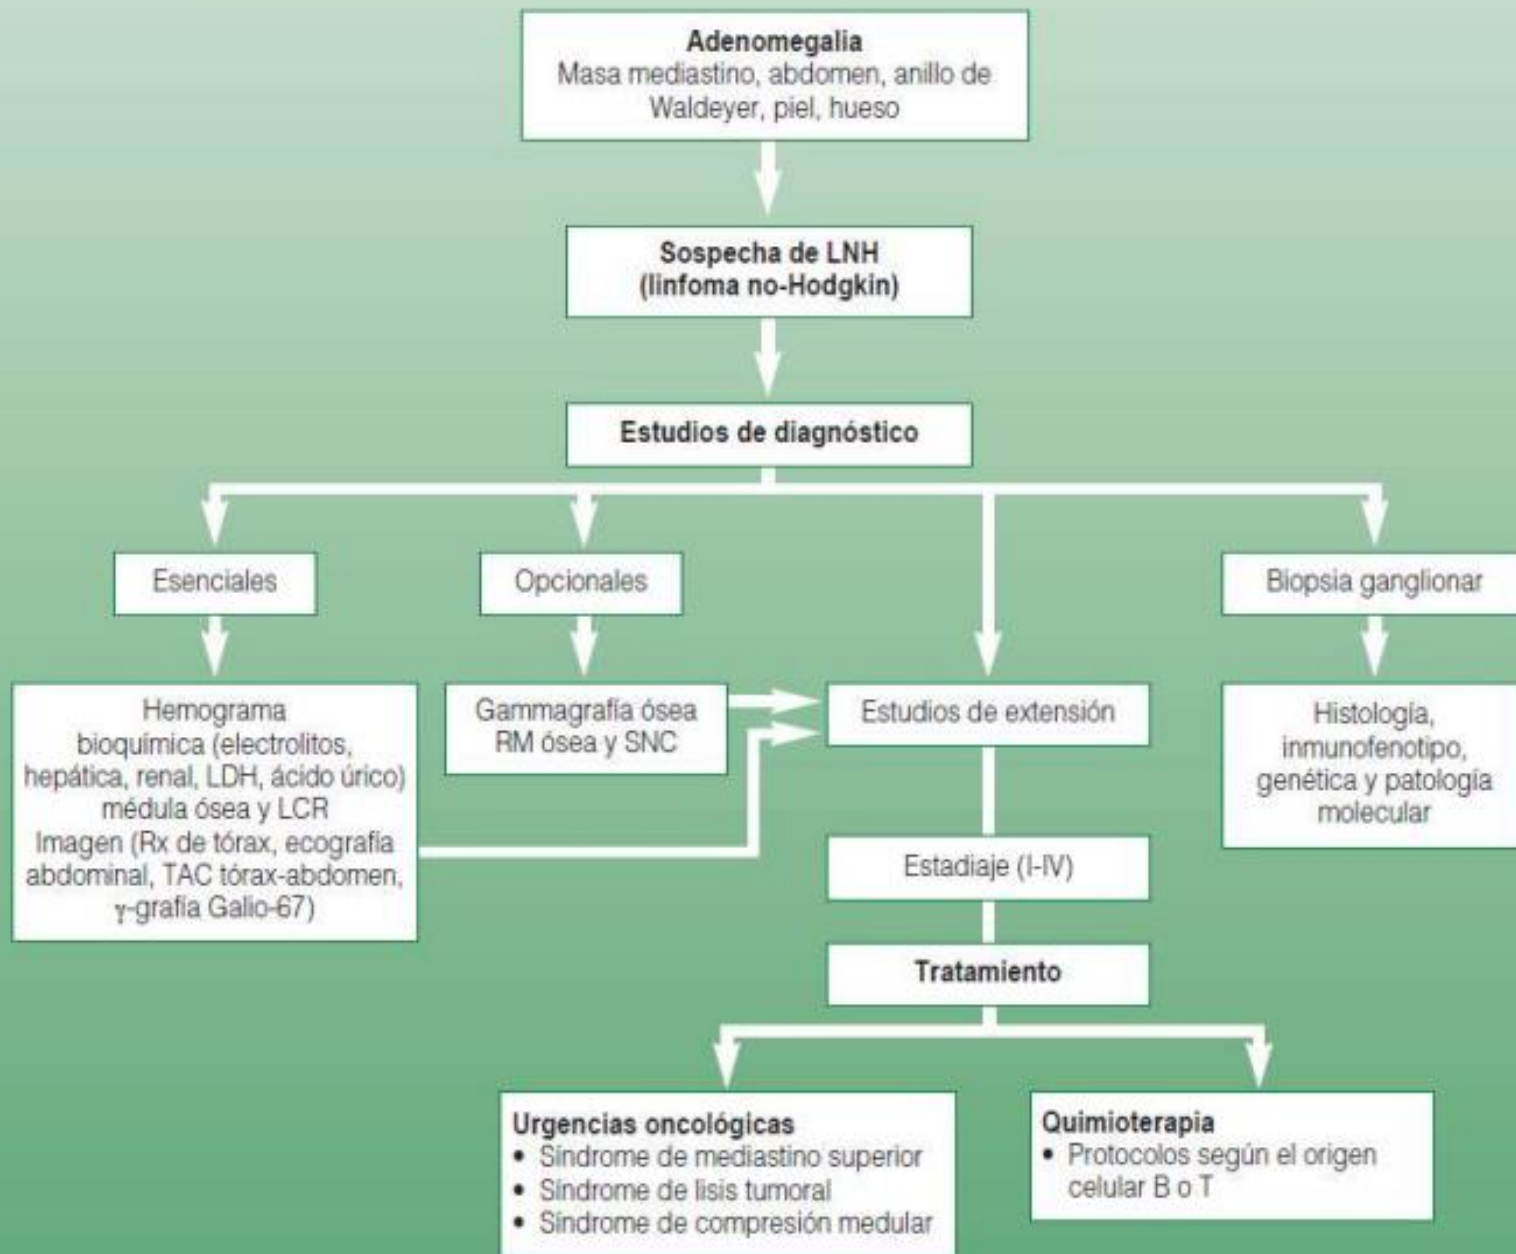 Adenomegalia
Masa mediastino, abdomen, anillo de
Waldeyer, piel, hueso
Sospecha de LNH
(linfoma no-Hodgkin)
Estudios de diagnóstico
Esenciales
Opcionales
Biopsia ganglionar
Hemograma
bioquímica (electrolitos,
hepática, renal, LDH, ácido úrico)
médula ósea y LCR
Imagen (Rx de tórax, ecografía
abdominal, TAC tórax-abdomen,
γ-grafía Galio-67)
Gammagrafía ósea
RM ósea y SNC
Estudios de extensión
Histología,
inmunofenotipo,
genética y patología
molecular
Estadiaje (I-IV)
Tratamiento
Urgencias oncológicas
• Síndrome de mediastino superior
• Síndrome de lisis tumoral
• Síndrome de compresión medular
Quimioterapia
• Protocolos según el origen
celular B o T